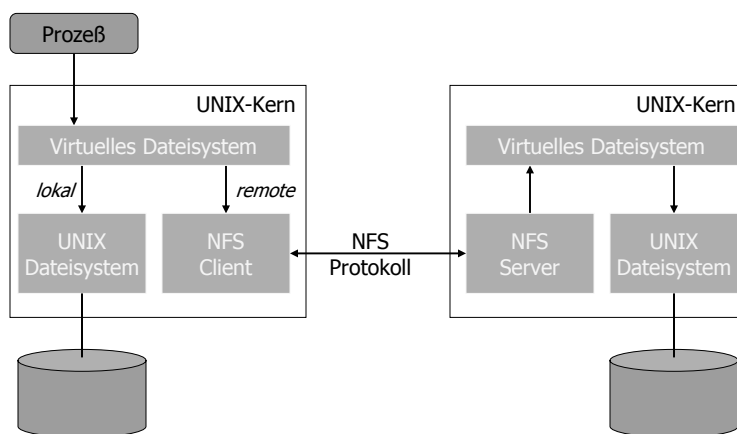 Prozeß
UNIX-Kern
Virtuelles Dateisystem
lokal
remote
UNIX
Dateisystem
NFS
Client
NFS
Protokoll
UNIX-Kern
Virtuelles Dateisystem
NFS
Server
UNIX
Dateisystem